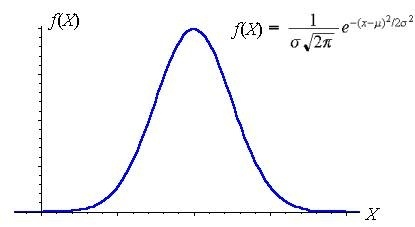 f(X)
f(X) = 1/σ√2π e^−(x−μ)²/2σ²
X